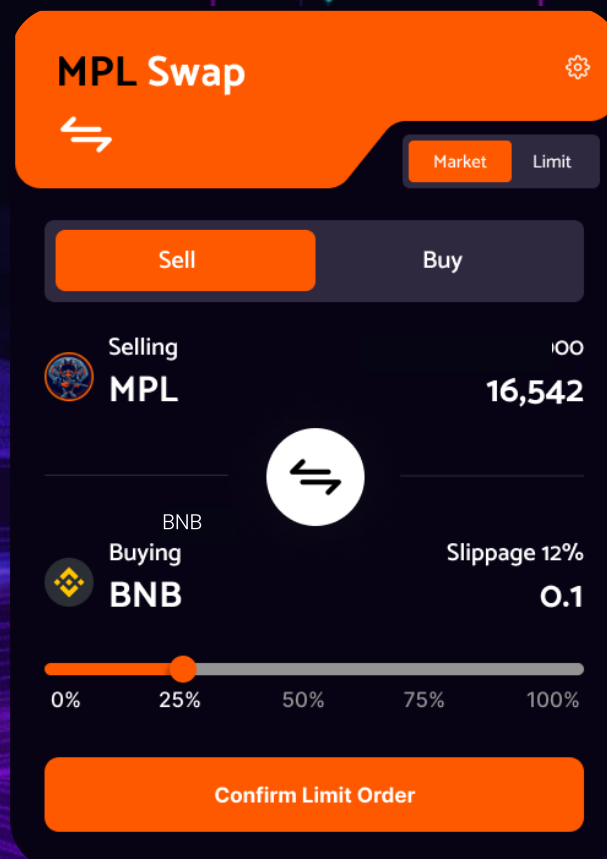 MPL Swap
Market Limit
Sell Buy
Selling
MPL 16,542
BNB
Buying Slippage 12%
BNB 0.1
0% 25% 50% 75% 100%
Confirm Limit Order